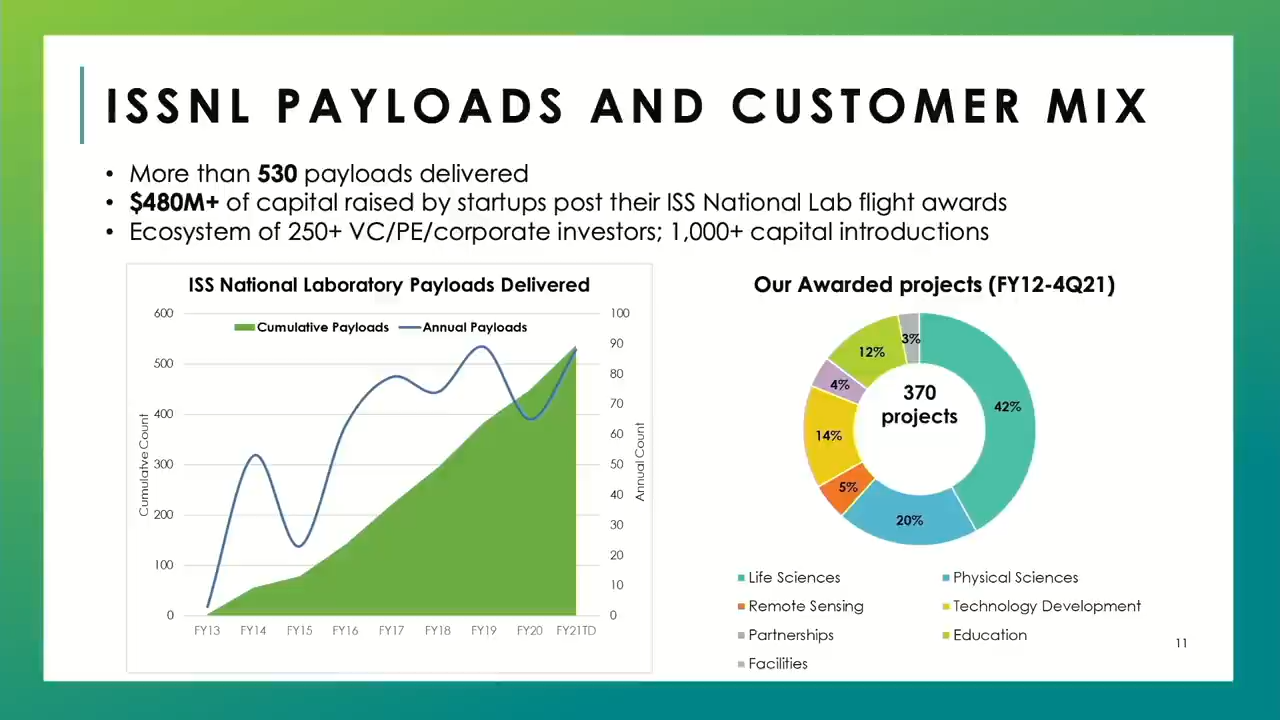 ISSNL PAYLOADS AND CUSTOMER MIX
• More than 530 payloads delivered
• $480M+ of capital raised by startups post their ISS National Lab flight awards
• Ecosystem of 250+ VC/PE/corporate investors; 1,000+ capital introductions
ISS National Laboratory Payloads Delivered
Cumulative Payloads Annual Payloads
600
500
400
300
200
100
0
Cumulative Count
100
90
80
70
60
50
40
30
20
10
0
Annual Count
FY13 FY14 FY15 FY16 FY17 FY18 FY19 FY20 FY21TD
Our Awarded projects (FY12-4Q21)
370
projects
42%
20%
5%
14%
4%
12%
3%
Life Sciences Physical Sciences
Remote Sensing Technology Development
Partnerships Education
Facilities
11